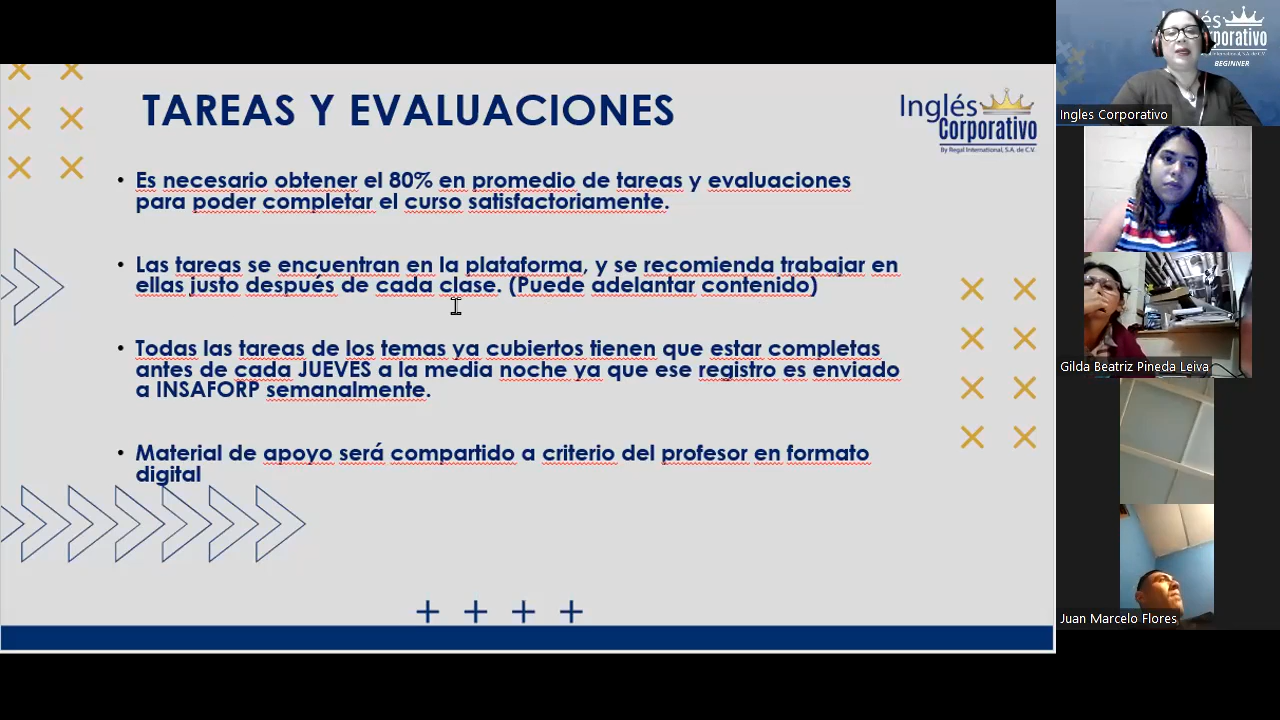 TAREAS Y EVALUACIONES
Inglés
Corporativo
By Regal International, S.A. de C.V.
• Es necesario obtener el 80% en promedio de tareas y evaluaciones
para poder completar el curso satisfactoriamente.
• Las tareas se encuentran en la plataforma, y se recomienda trabajar en
ellas justo después de cada clase. (Puede adelantar contenido)
• Todas las tareas de los temas ya cubiertos tienen que estar completas
antes de cada JUEVES a la media noche ya que ese registro es enviado
a INSAFORP semanalmente.
• Material de apoyo será compartido a criterio del profesor en formato
digital
BEGINNER
Ingles Corporativo
Gilda Beatriz Pineda Leiva
Juan Marcelo Flores